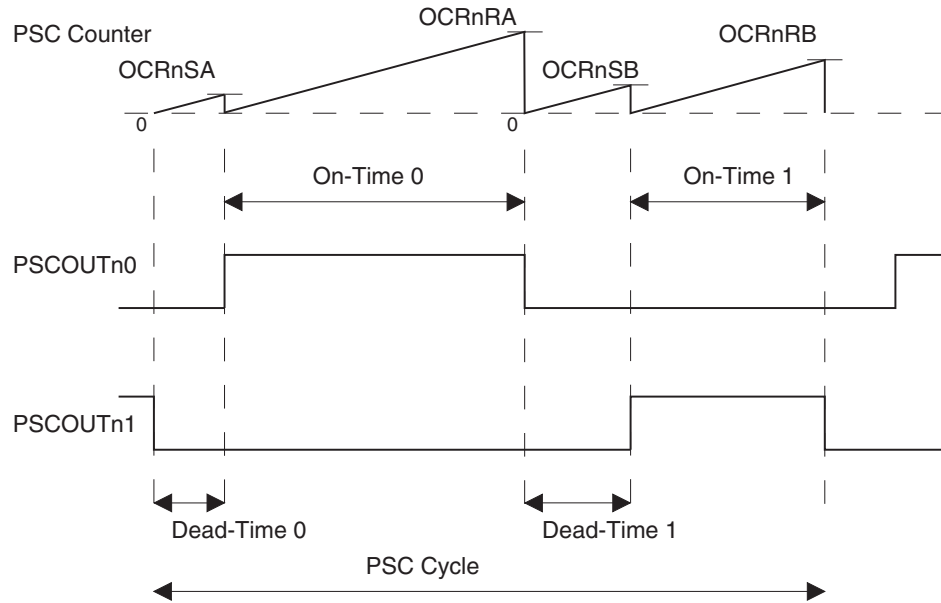 OCRnRA
PSC Counter
OCRnRB
OCRnSA
OCRnSB
0
0
On-Time 0
On-Time 1
PSCOUTn0
PSCOUTn1
Dead-Time 0
Dead-Time 1
PSC Cycle